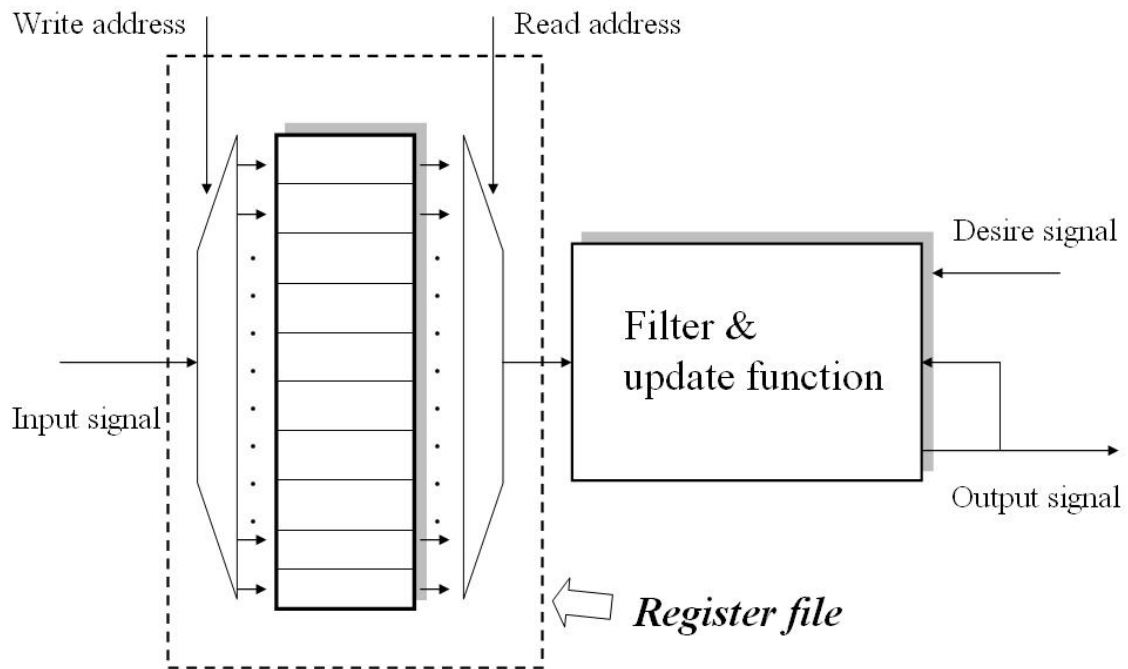 Write address
Read address
Desire signal
Filter &
update function
Input signal
Output signal
Register file